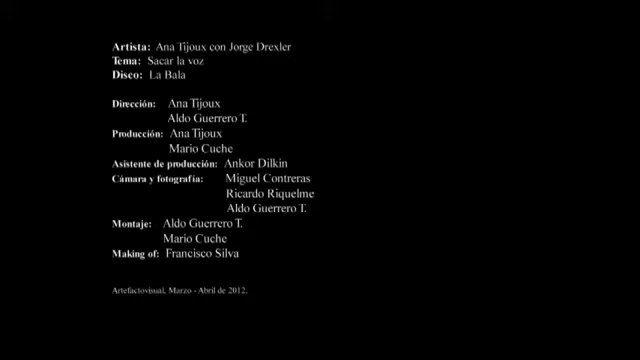 Artista: Ana Tijoux con Jorge Drexler
Tema: Sacar la voz
Disco: La Bala
Dirección: Ana Tijoux
Aldo Guerrero T.
Producción: Ana Tijoux
Mario Cuche
Asistente de producción: Ankor Dilkin
Cámara y fotografía: Miguel Contreras
Ricardo Riquelme
Aldo Guerrero T.
Montaje: Aldo Guerrero T.
Mario Cuche
Making of: Francisco Silva
Artefactovisual, Marzo - Abril de 2012.